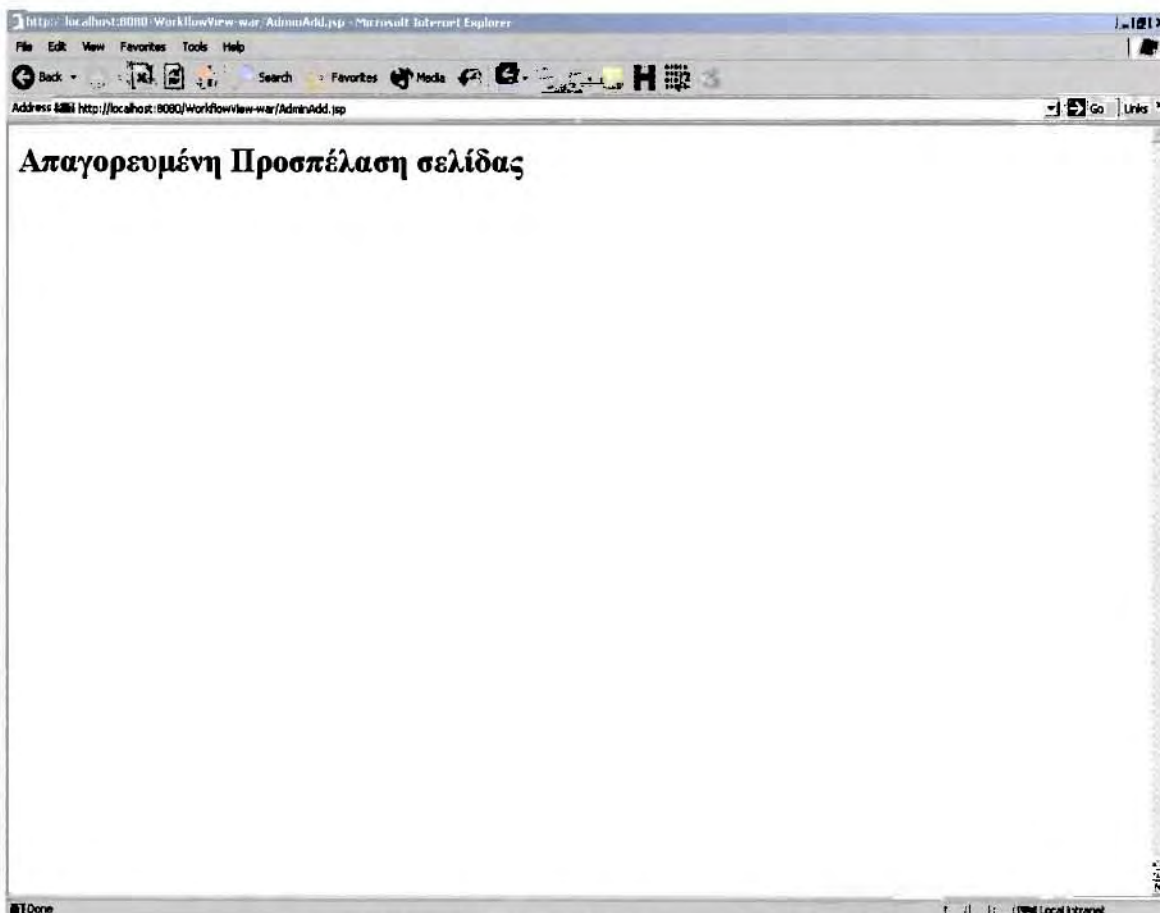 http://localhost:8080/WorkflowView-war/AdminAdd.jsp - Microsoft Internet Explorer
File Edit View Favorites Tools Help
Back Search Favorites Media
Address http://localhost:8080/WorkflowView-war/AdminAdd.jsp Go Links
Απαγορευμένη Προσπέλαση σελίδας
Done Local intranet